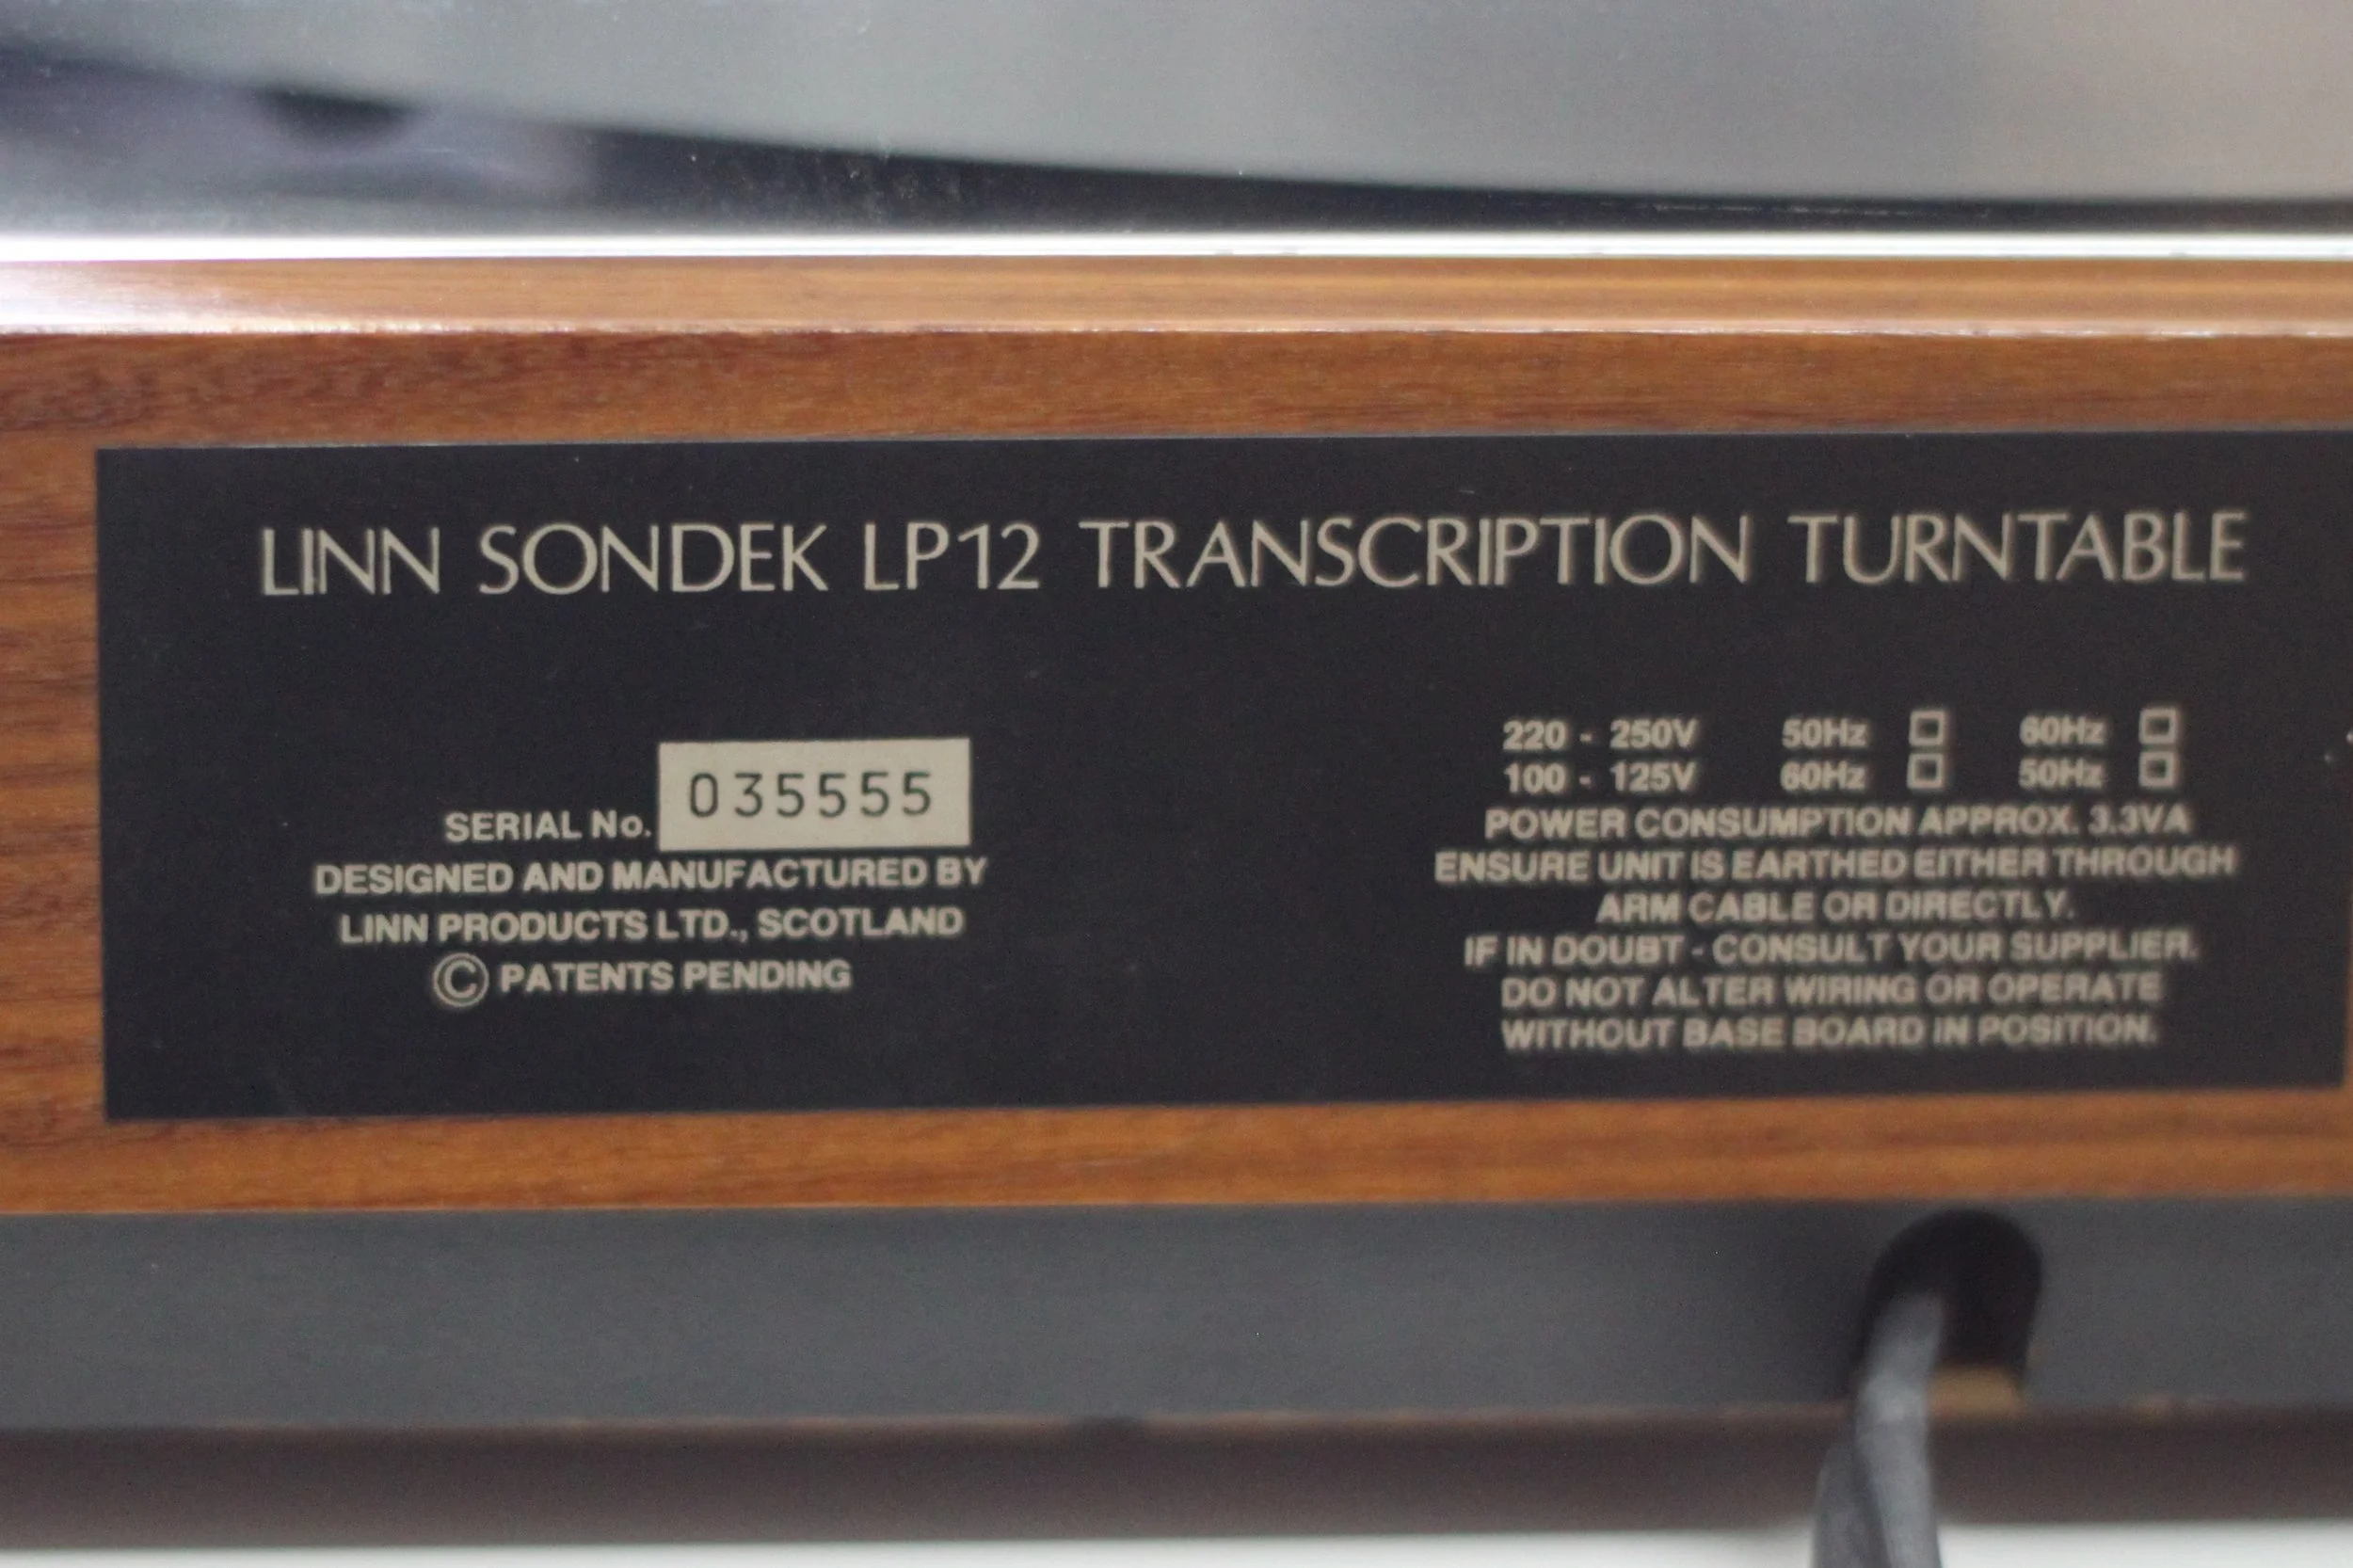 LINN SONDEK LP12 TRANSCRIPTION TURNTABLE
SERIAL No. 035555
DESIGNED AND MANUFACTURED BY
LINN PRODUCTS LTD., SCOTLAND
© PATENTS PENDING
220 - 250V 50Hz 60Hz
100 - 125V 60Hz 50Hz
POWER CONSUMPTION APPROX. 3.3VA
ENSURE UNIT IS EARTHED EITHER THROUGH
ARM CABLE OR DIRECTLY.
IF IN DOUBT - CONSULT YOUR SUPPLIER.
DO NOT ALTER WIRING OR OPERATE
WITHOUT BASE BOARD IN POSITION.